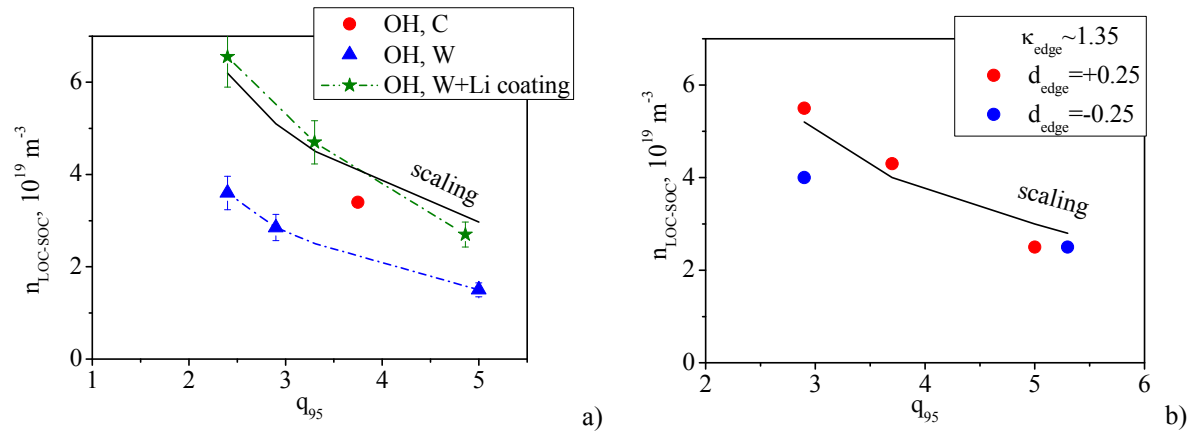 OH, C
OH, W
OH, W+Li coating
6
4
2
0
n_LOC-SOC, 10^19 m^-3
scaling
1 2 3 4 5
q_95
a)
κ_edge~1.35
d_edge=+0.25
d_edge=-0.25
6
4
2
0
n_LOC-SOC, 10^19 m^-3
scaling
2 3 4 5 6
q_95
b)